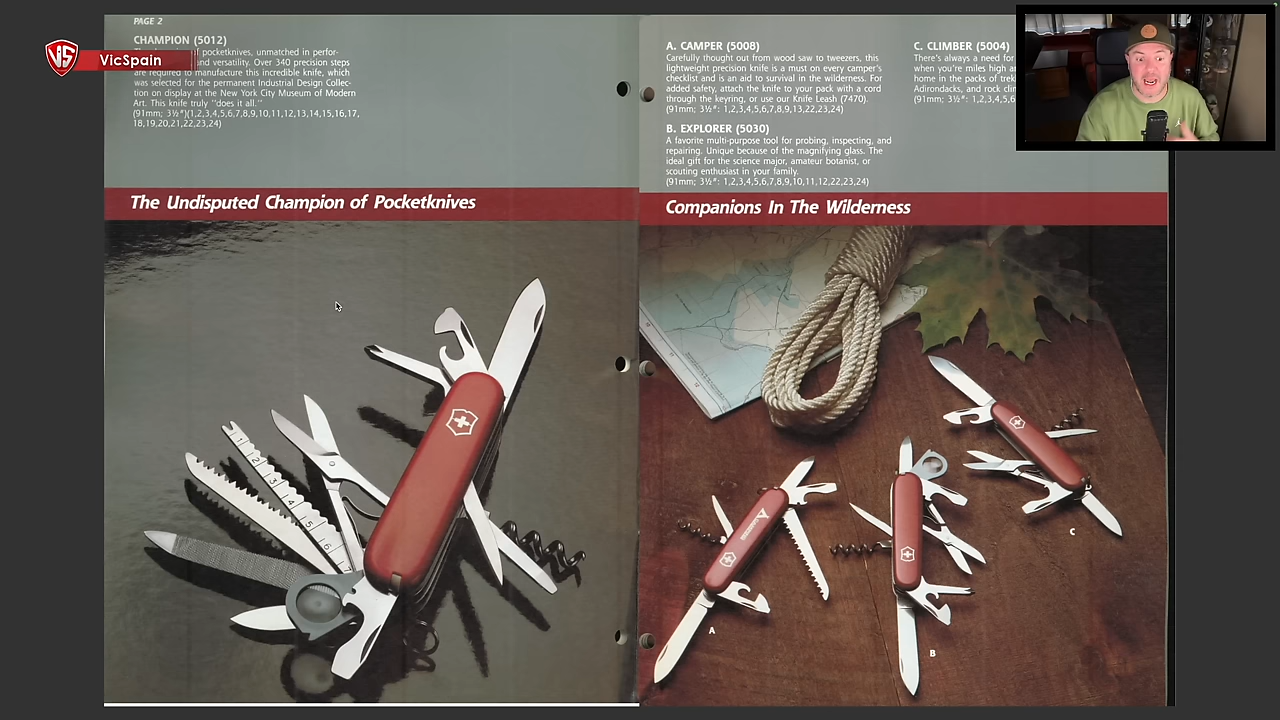 PAGE 2
CHAMPION (5012)
of pocketknives, unmatched in perfor-
and versatility. Over 340 precision steps
are required to manufacture this incredible knife, which
was selected for the permanent Industrial Design Collec-
tion on display at the New York City Museum of Modern
Art. This knife truly "does it all."
(91mm; 3½": 1,2,3,4,5,6,7,8,9,10,11,12,13,14,15,16,17,
18,19,20,21,22,23,24)
VS VicSpain
The Undisputed Champion of Pocketknives
1
2
3
4
5
6
A. CAMPER (5008)
Carefully thought out from wood saw to tweezers, this
lightweight precision knife is a must on every camper's
checklist and is an aid to survival in the wilderness. For
added safety, attach the knife to your pack with a cord
through the keyring, or use our Knife Leash (7470).
(91mm; 3½": 1,2,3,4,5,6,7,8,9,13,22,23,24)
B. EXPLORER (5030)
A favorite multi-purpose tool for probing, inspecting, and
repairing. Unique because of the magnifying glass. The
ideal gift for the science major, amateur botanist, or
scouting enthusiast in your family.
(91mm; 3½": 1,2,3,4,5,6,7,8,9,10,11,12,22,23,24)
C. CLIMBER (5004)
There's always a need for
when you're miles high
home in the packs of
Adirondacks, and rock
(91mm; 3½": 1,2,3,4,5,6
Companions In The Wilderness
A
B
C